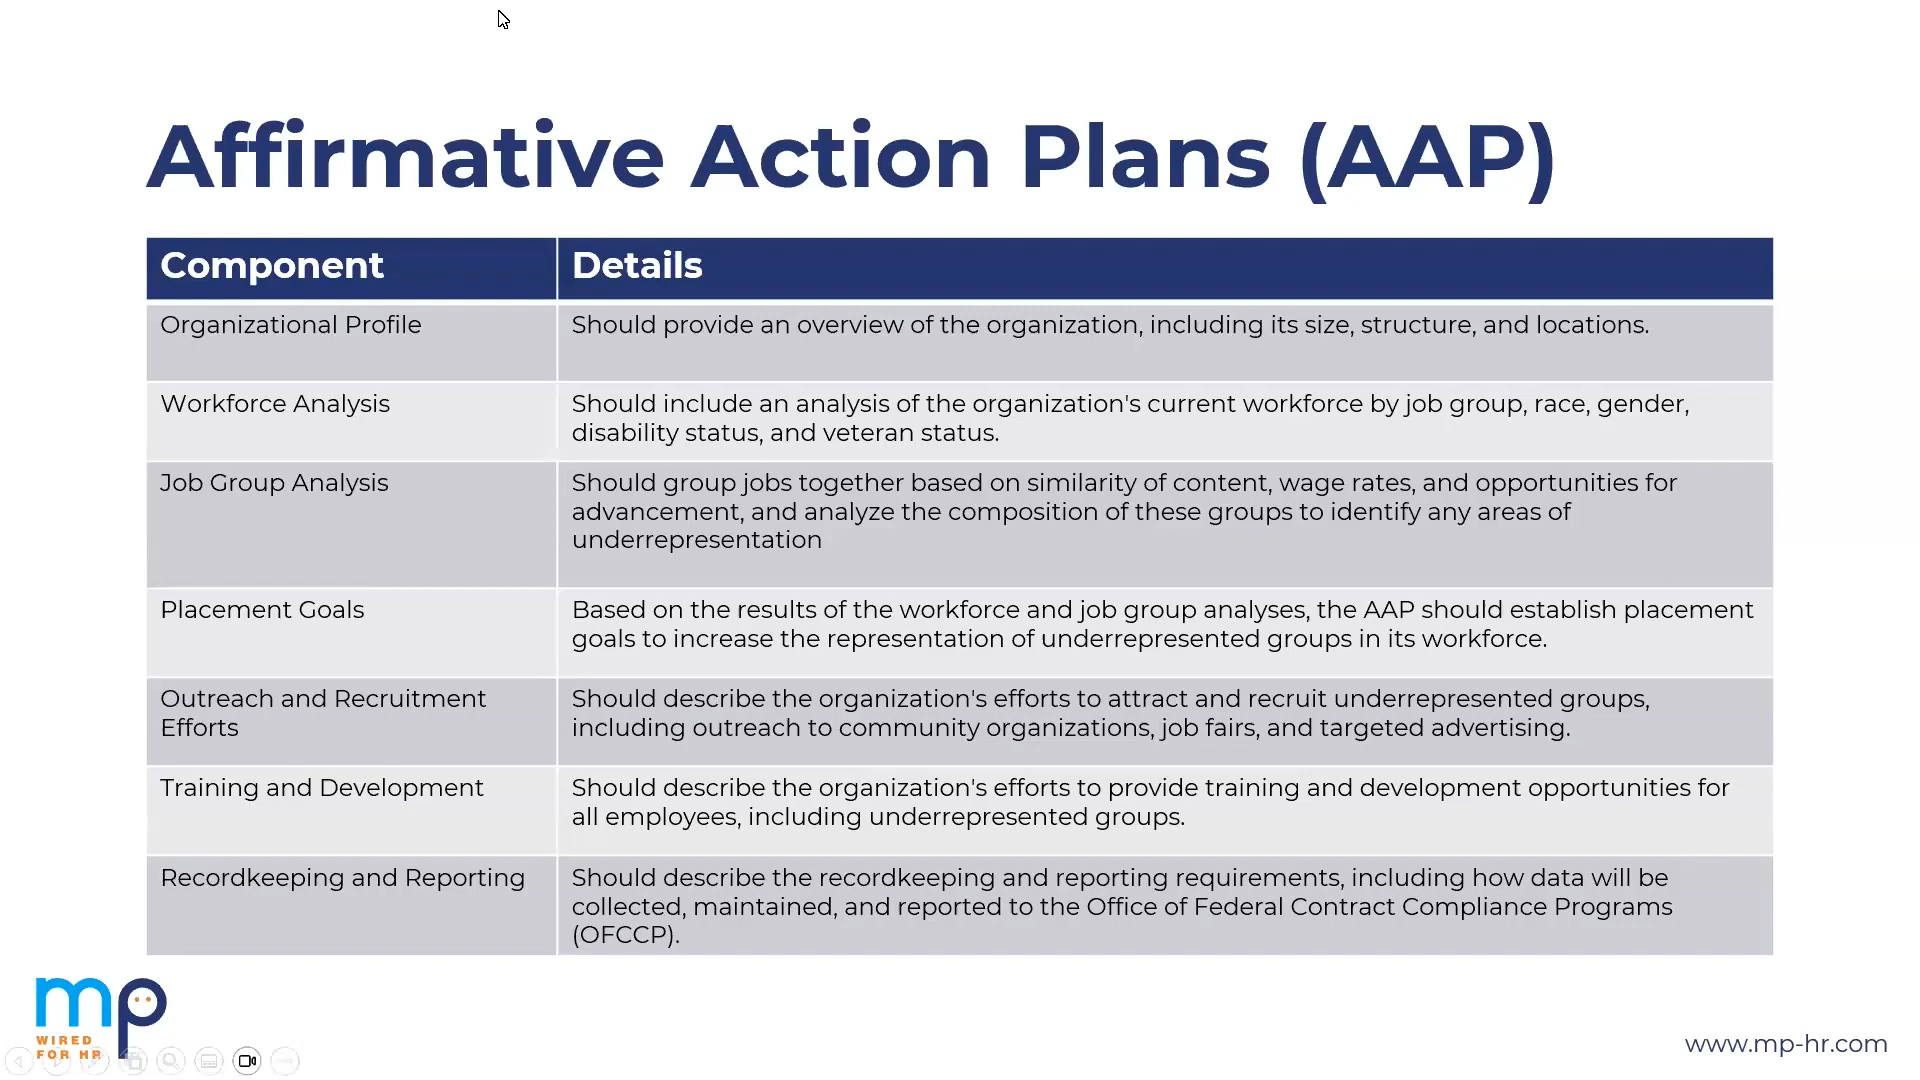 Affirmative Action Plans (AAP)
Component
Details
Organizational Profile
Should provide an overview of the organization, including its size, structure, and locations.
Workforce Analysis
Should include an analysis of the organization's current workforce by job group, race, gender,
disability status, and veteran status.
Job Group Analysis
Should group jobs together based on similarity of content, wage rates, and opportunities for
advancement, and analyze the composition of these groups to identify any areas of
underrepresentation
Placement Goals
Based on the results of the workforce and job group analyses, the AAP should establish placement
goals to increase the representation of underrepresented groups in its workforce.
Outreach and Recruitment
Efforts
Should describe the organization's efforts to attract and recruit underrepresented groups,
including outreach to community organizations, job fairs, and targeted advertising.
Training and Development
Should describe the organization's efforts to provide training and development opportunities for
all employees, including underrepresented groups.
Recordkeeping and Reporting
Should describe the recordkeeping and reporting requirements, including how data will be
collected, maintained, and reported to the Office of Federal Contract Compliance Programs
(OFCCP).
mp
WIRED
FOR HR
www.mp-hr.com